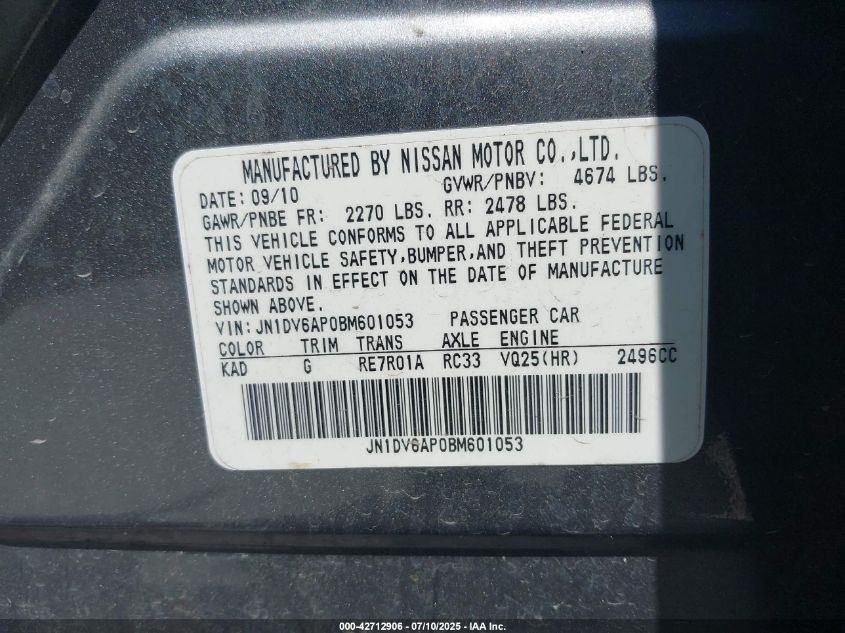 MANUFACTURED BY NISSAN MOTOR CO.,LTD.
DATE: 09/10 GVWR/PNBV: 4674 LBS.
GAWR/PNBE FR: 2270 LBS. RR: 2478 LBS.
THIS VEHICLE CONFORMS TO ALL APPLICABLE FEDERAL
MOTOR VEHICLE SAFETY,BUMPER,AND THEFT PREVENTION
STANDARDS IN EFFECT ON THE DATE OF MANUFACTURE
SHOWN ABOVE.
VIN:JN1DV6AP0BM601053 PASSENGER CAR
COLOR TRIM TRANS AXLE ENGINE
KAD G RE7R01A RC33 VQ25(HR) 2496CC
JN1DV6AP0BM601053
000-42712906 - 07/10/2025 - IAA Inc.